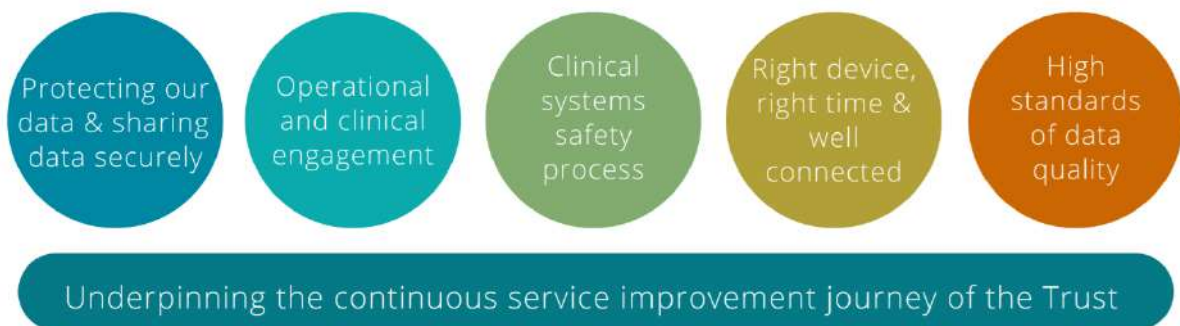 Protecting our
data & sharing
data securely
Operational
and clinical
engagement
Clinical
systems
safety
process
Right device,
right time &
well
connected
High
standards
of data
quality
Underpinning the continuous service improvement journey of the Trust